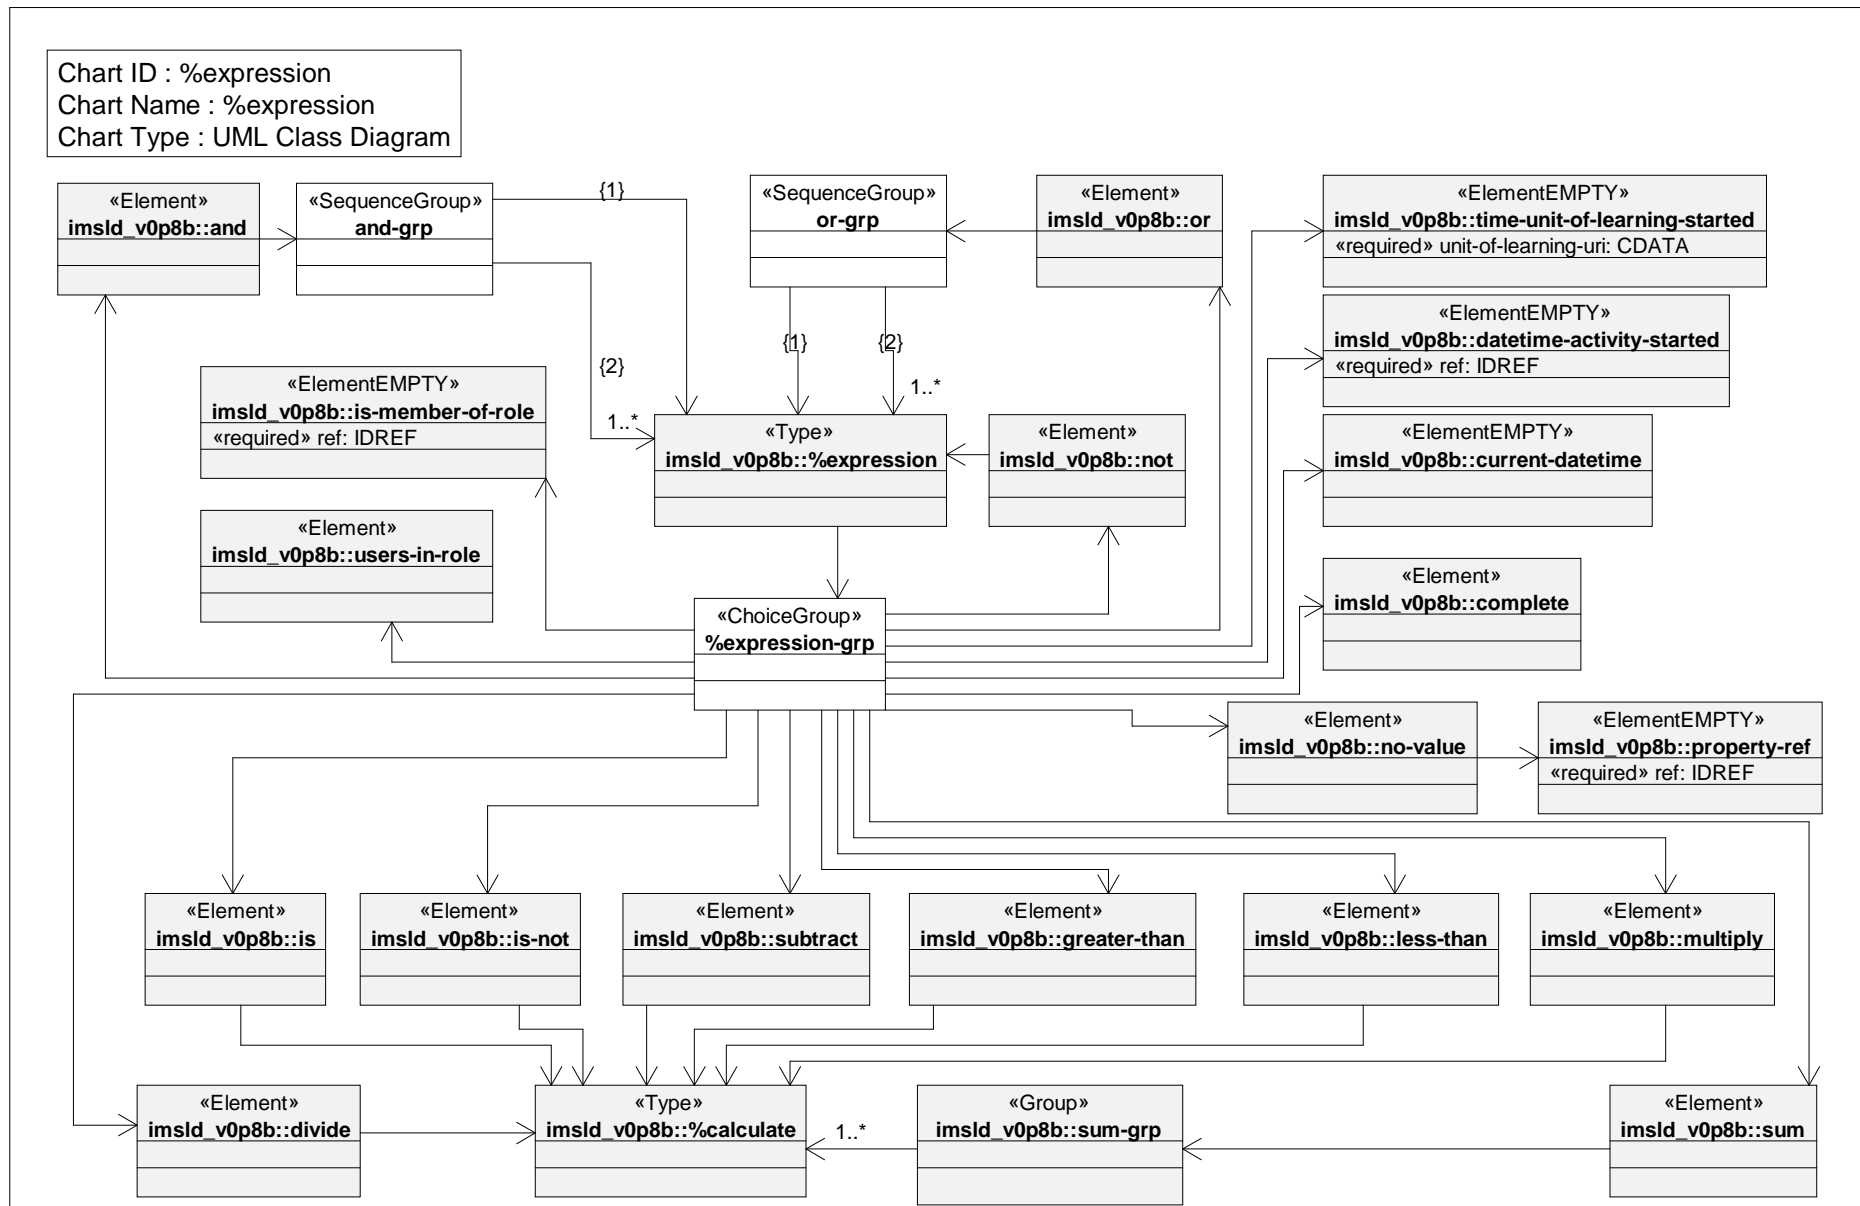 Chart ID : %expression
Chart Name : %expression
Chart Type : UML Class Diagram
«Element»
imsld_v0p8b::and
«SequenceGroup»
and-grp
{1}
{2}
1..*
«SequenceGroup»
or-grp
{1}
{2}
1..*
«Element»
imsld_v0p8b::or
«ElementEMPTY»
imsld_v0p8b::time-unit-of-learning-started
«required» unit-of-learning-uri: CDATA
«ElementEMPTY»
imsld_v0p8b::datetime-activity-started
«required» ref: IDREF
«ElementEMPTY»
imsld_v0p8b::is-member-of-role
«required» ref: IDREF
«Type»
imsld_v0p8b::%expression
«Element»
imsld_v0p8b::not
«ElementEMPTY»
imsld_v0p8b::current-datetime
«Element»
imsld_v0p8b::users-in-role
«ChoiceGroup»
%expression-grp
«Element»
imsld_v0p8b::complete
«Element»
imsld_v0p8b::no-value
«ElementEMPTY»
imsld_v0p8b::property-ref
«required» ref: IDREF
«Element»
imsld_v0p8b::is
«Element»
imsld_v0p8b::is-not
«Element»
imsld_v0p8b::subtract
«Element»
imsld_v0p8b::greater-than
«Element»
imsld_v0p8b::less-than
«Element»
imsld_v0p8b::multiply
«Element»
imsld_v0p8b::divide
«Type»
imsld_v0p8b::%calculate
1..*
«Group»
imsld_v0p8b::sum-grp
«Element»
imsld_v0p8b::sum